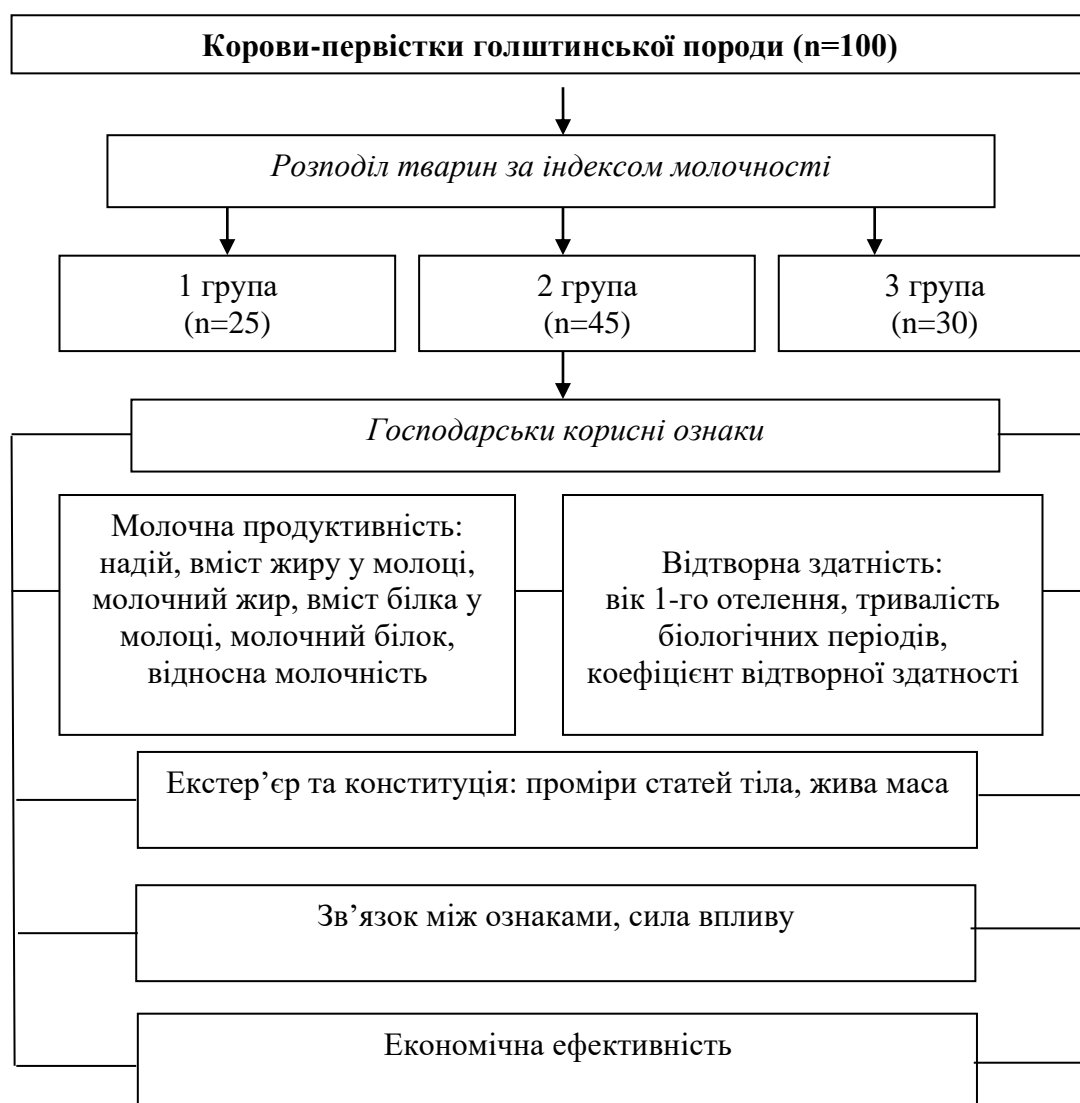 Корови-первістки голштинської породи (n=100)
Розподіл тварин за індексом молочності
1 група
(n=25)
2 група
(n=45)
3 група
(n=30)
Господарськи корисні ознаки
Молочна продуктивність:
надій, вміст жиру у молоці,
молочний жир, вміст білка у
молоці, молочний білок,
відносна молочність
Відтворна здатність:
вік 1-го отелення, тривалість
біологічних періодів,
коефіцієнт відтворної здатності
Екстер’єр та конституція: проміри статей тіла, жива маса
Зв’язок між ознаками, сила впливу
Економічна ефективність